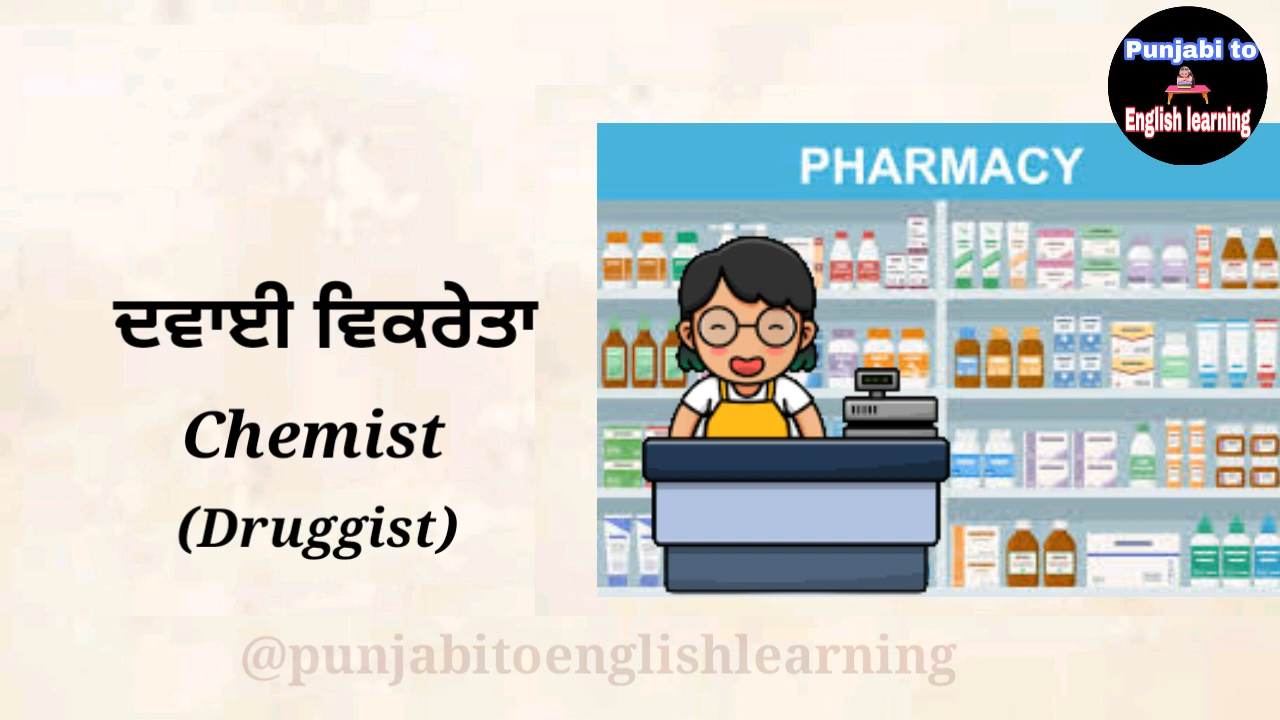 Punjabi to
English learning
PHARMACY
ਦਵਾਈ ਵਿਕਰੇਤਾ
Chemist
(Druggist)
@punjabitoenglishlearning